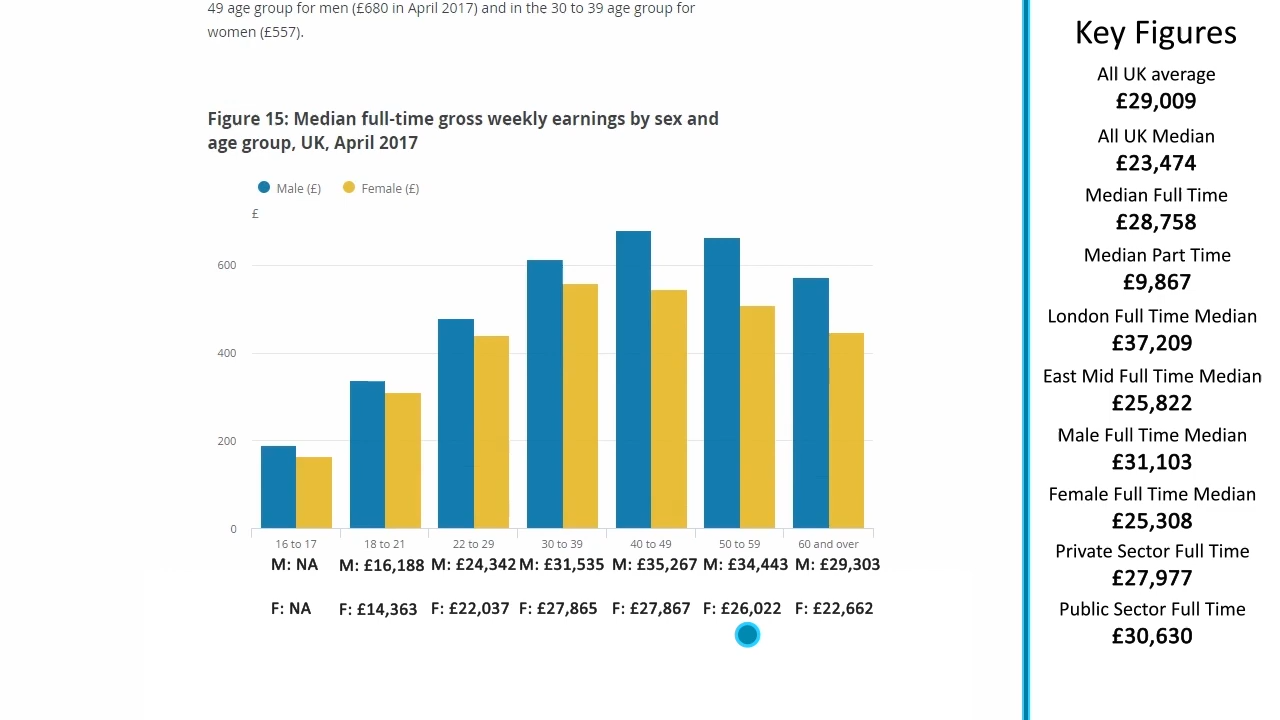 49 age group for men (£680 in April 2017) and in the 30 to 39 age group for
women (£557).
Figure 15: Median full-time gross weekly earnings by sex and
age group, UK, April 2017
Male (£) Female (£)
£
600
400
200
0
16 to 17 18 to 21 22 to 29 30 to 39 40 to 49 50 to 59 60 and over
M: NA M: £16,188 M: £24,342 M: £31,535 M: £35,267 M: £34,443 M: £29,303
F: NA F: £14,363 F: £22,037 F: £27,865 F: £27,867 F: £26,022 F: £22,662
Key Figures
All UK average
£29,009
All UK Median
£23,474
Median Full Time
£28,758
Median Part Time
£9,867
London Full Time Median
£37,209
East Mid Full Time Median
£25,822
Male Full Time Median
£31,103
Female Full Time Median
£25,308
Private Sector Full Time
£27,977
Public Sector Full Time
£30,630